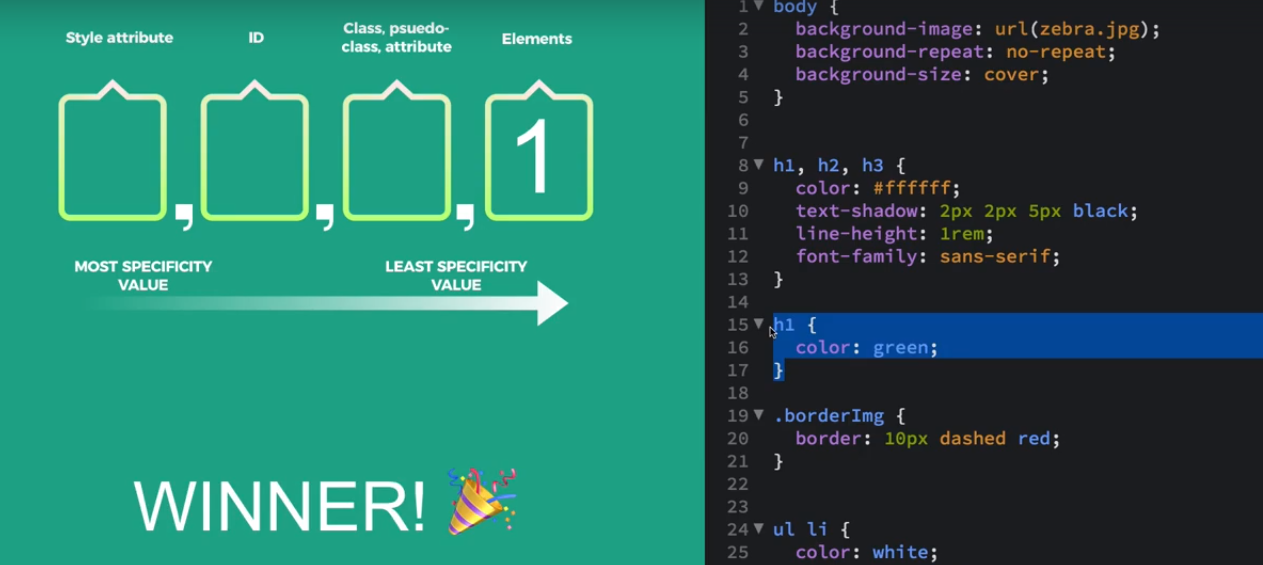 Style attribute
ID
Class, psuedo-
class, attribute
Elements
1
, , ,
MOST SPECIFICITY
VALUE
LEAST SPECIFICITY
VALUE
WINNER!
1 body {
2 background-image: url(zebra.jpg);
3 background-repeat: no-repeat;
4 background-size: cover;
5 }
6
7
8 h1, h2, h3 {
9 color: #ffffff;
10 text-shadow: 2px 2px 5px black;
11 line-height: 1rem;
12 font-family: sans-serif;
13 }
14
15 h1 {
16 color: green;
17 }
18
19 .borderImg {
20 border: 10px dashed red;
21 }
22
23
24 ul li {
25 color: white;